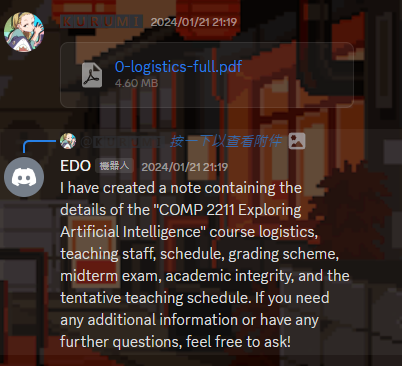 2024/01/21 21:19
0-logistics-full.pdf
4.60 MB
按一下以查看附件
EDO 機器人 2024/01/21 21:19
I have created a note containing the
details of the "COMP 2211 Exploring
Artificial Intelligence" course logistics,
teaching staff, schedule, grading scheme,
midterm exam, academic integrity, and the
tentative teaching schedule. If you need
any additional information or have any
further questions, feel free to ask!